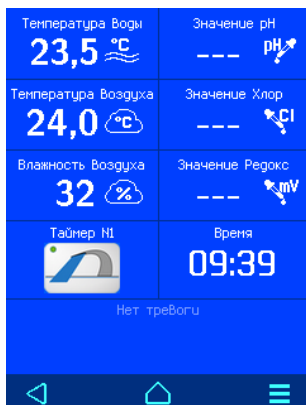 Температура Воды
Значение pH
23,5 °C
--- pH
Температура Воздуха
Значение Хлор
24,0 °C
--- Cl
Влажность Воздуха
Значение Редокс
32 %
--- mV
Таймер N1
Время
09:39
Нет тревоги